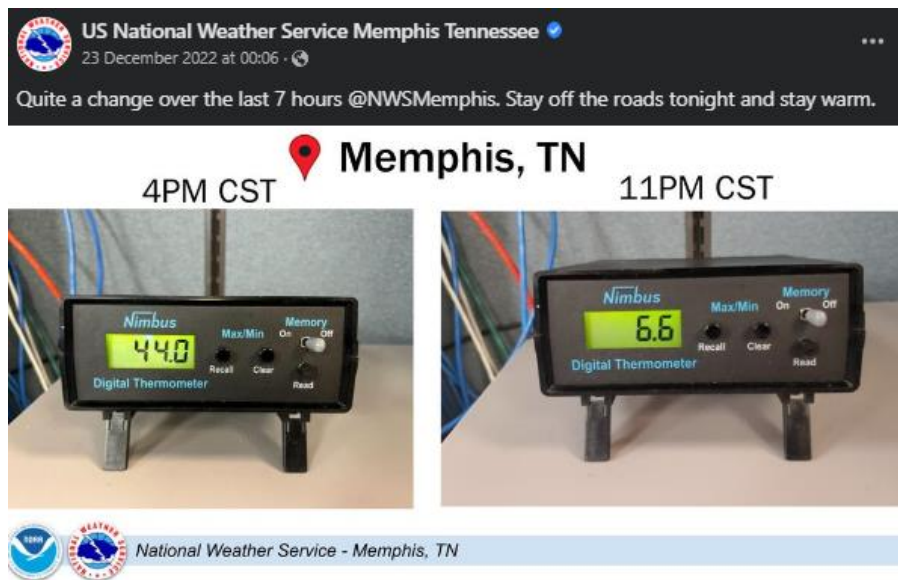 US National Weather Service Memphis Tennessee
23 December 2022 at 00:06 ·
Quite a change over the last 7 hours @NWSMemphis. Stay off the roads tonight and stay warm.
Memphis, TN
4PM CST
11PM CST
Nimbus
44.0
Max/Min
Memory
On
Off
Recall
Clear
Read
Digital Thermometer
Nimbus
6.6
Max/Min
Memory
On
Off
Recall
Clear
Read
Digital Thermometer
NOAA
National Weather Service - Memphis, TN